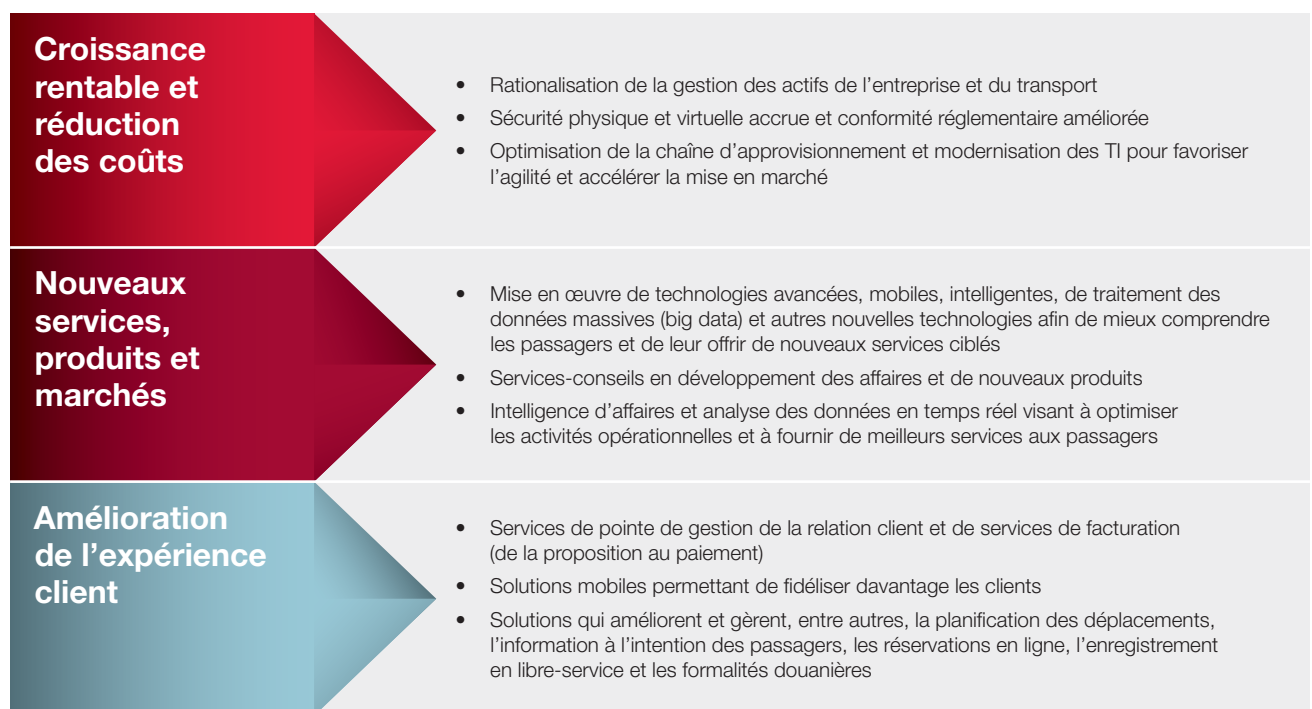 Croissance
rentable et
réduction
des coûts
• Rationalisation de la gestion des actifs de l’entreprise et du transport
• Sécurité physique et virtuelle accrue et conformité réglementaire améliorée
• Optimisation de la chaîne d’approvisionnement et modernisation des TI pour favoriser
l’agilité et accélérer la mise en marché
Nouveaux
services,
produits et
marchés
• Mise en œuvre de technologies avancées, mobiles, intelligentes, de traitement des
données massives (big data) et autres nouvelles technologies afin de mieux comprendre
les passagers et de leur offrir de nouveaux services ciblés
• Services-conseils en développement des affaires et de nouveaux produits
• Intelligence d’affaires et analyse des données en temps réel visant à optimiser
les activités opérationnelles et à fournir de meilleurs services aux passagers
Amélioration
de l’expérience
client
• Services de pointe de gestion de la relation client et de services de facturation
(de la proposition au paiement)
• Solutions mobiles permettant de fidéliser davantage les clients
• Solutions qui améliorent et gèrent, entre autres, la planification des déplacements,
l’information à l’intention des passagers, les réservations en ligne, l’enregistrement
en libre-service et les formalités douanières